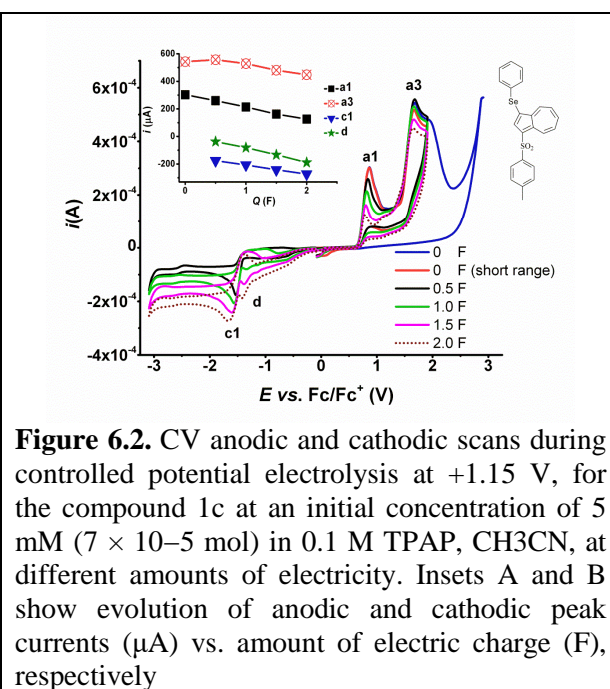 600
400
200
0
-200
i (µA)
0
1
2
Q (F)
a1
a3
c1
d
6x10-4
4x10-4
2x10-4
0
-2x10-4
-4x10-4
i(A)
a3
a1
c1
d
Se
SO2
0 F
0 F (short range)
0.5 F
1.0 F
1.5 F
2.0 F
-3 -2 -1 0 1 2 3
E vs. Fc/Fc+ (V)
Figure 6.2. CV anodic and cathodic scans during
controlled potential electrolysis at +1.15 V, for
the compound 1c at an initial concentration of 5
mM (7 × 10–5 mol) in 0.1 M TPAP, CH3CN, at
different amounts of electricity. Insets A and B
show evolution of anodic and cathodic peak
currents (µA) vs. amount of electric charge (F),
respectively